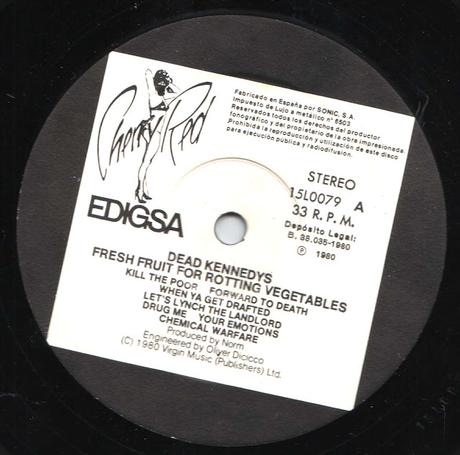 Cherry Red
EDIGSA
Fabricado en España por SONIC, S.A.
Impuesto de Lujo a metálico n° 6503
Reservados todos los derechos del productor
fonográfico y del propietario de la obra impresionada
Prohibida la reproducción y utilización de este disco
para ejecución pública y radiodifusion.
STEREO
15L0079 A
33 R. P. M.
Depósito Legal:
B. 38.035-1980
Ⓟ 1980
DEAD KENNEDYS
FRESH FRUIT FOR ROTTING VEGETABLES
KILL THE POOR FORWARD TO DEATH
WHEN YA GET DRAFTED
LET'S LYNCH THE LANDLORD
DRUG ME YOUR EMOTIONS
CHEMICAL WARFARE
Produced by Norm
Engineered by Oliver Dicicco
(C) 1980 Virgin Music (Publishers) Ltd.